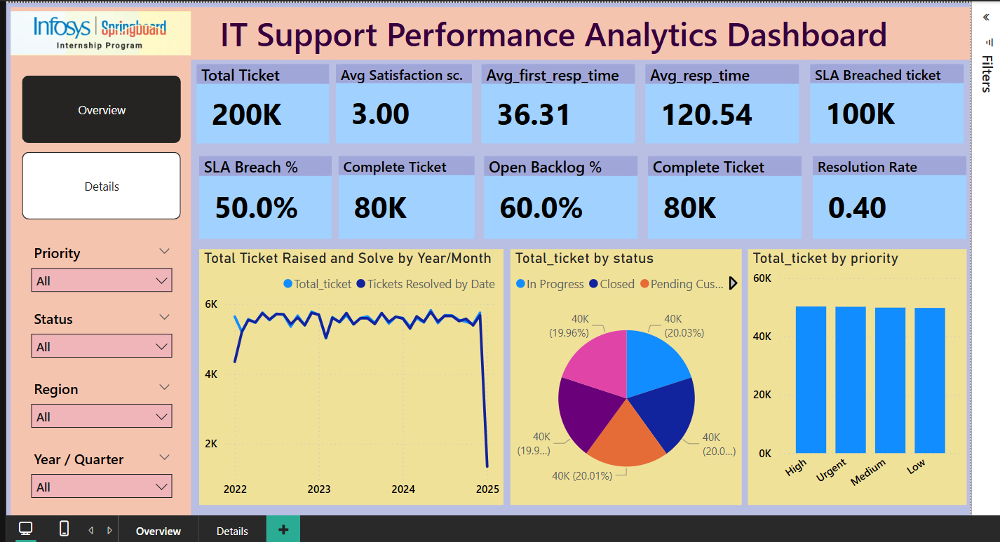 Infosys | Springboard
Internship Program
IT Support Performance Analytics Dashboard
Filters
Overview
Details
Priority
All
Status
All
Region
All
Year / Quarter
All
Total Ticket
200K
Avg Satisfaction sc.
3.00
Avg_first_resp_time
36.31
Avg_resp_time
120.54
SLA Breached ticket
100K
SLA Breach %
50.0%
Complete Ticket
80K
Open Backlog %
60.0%
Complete Ticket
80K
Resolution Rate
0.40
Total Ticket Raised and Solve by Year/Month
Total_ticket Tickets Resolved by Date
6K
4K
2K
2022 2023 2024 2025
Total_ticket by status
In Progress Closed Pending Cus...
40K
(19.96%)
40K
(20.03%)
40K
(19.9...)
40K
(20.0...)
40K (20.01%)
Total_ticket by priority
60K
40K
20K
0K
High Urgent Medium Low
Overview Details